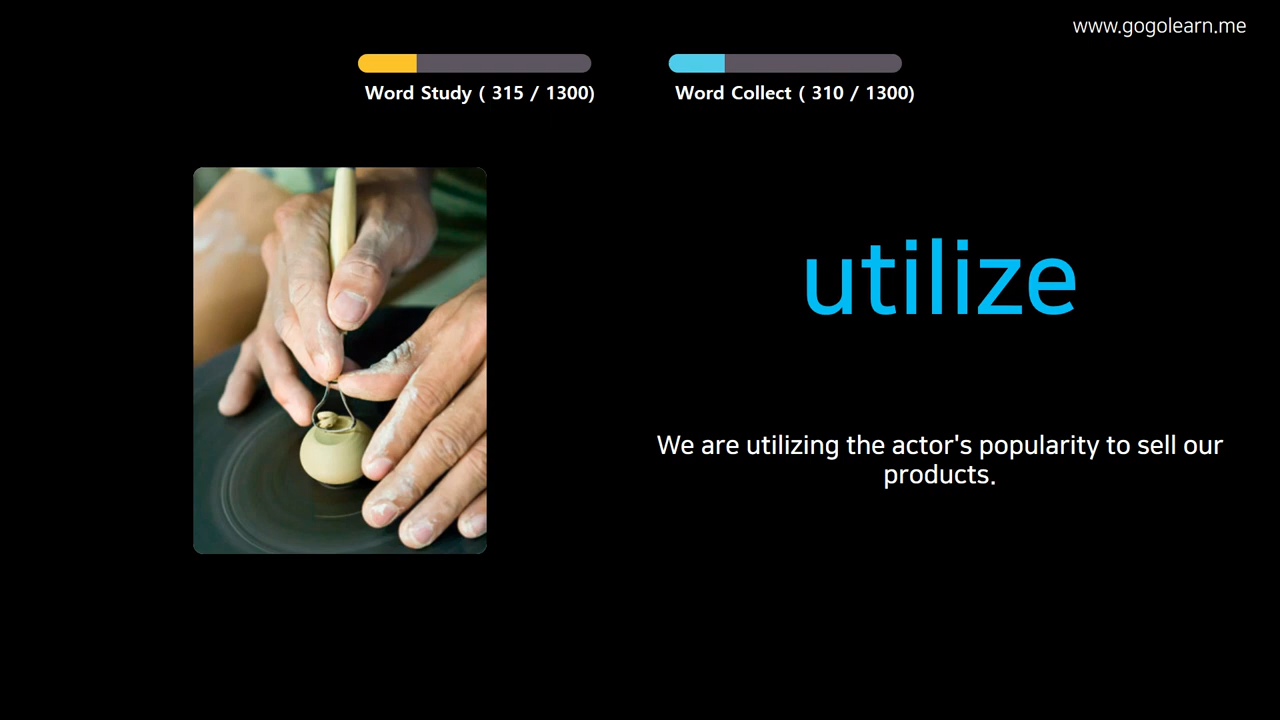 www.gogolearn.me
Word Study ( 315 / 1300)
Word Collect ( 310 / 1300)
utilize
We are utilizing the actor's popularity to sell our
products.